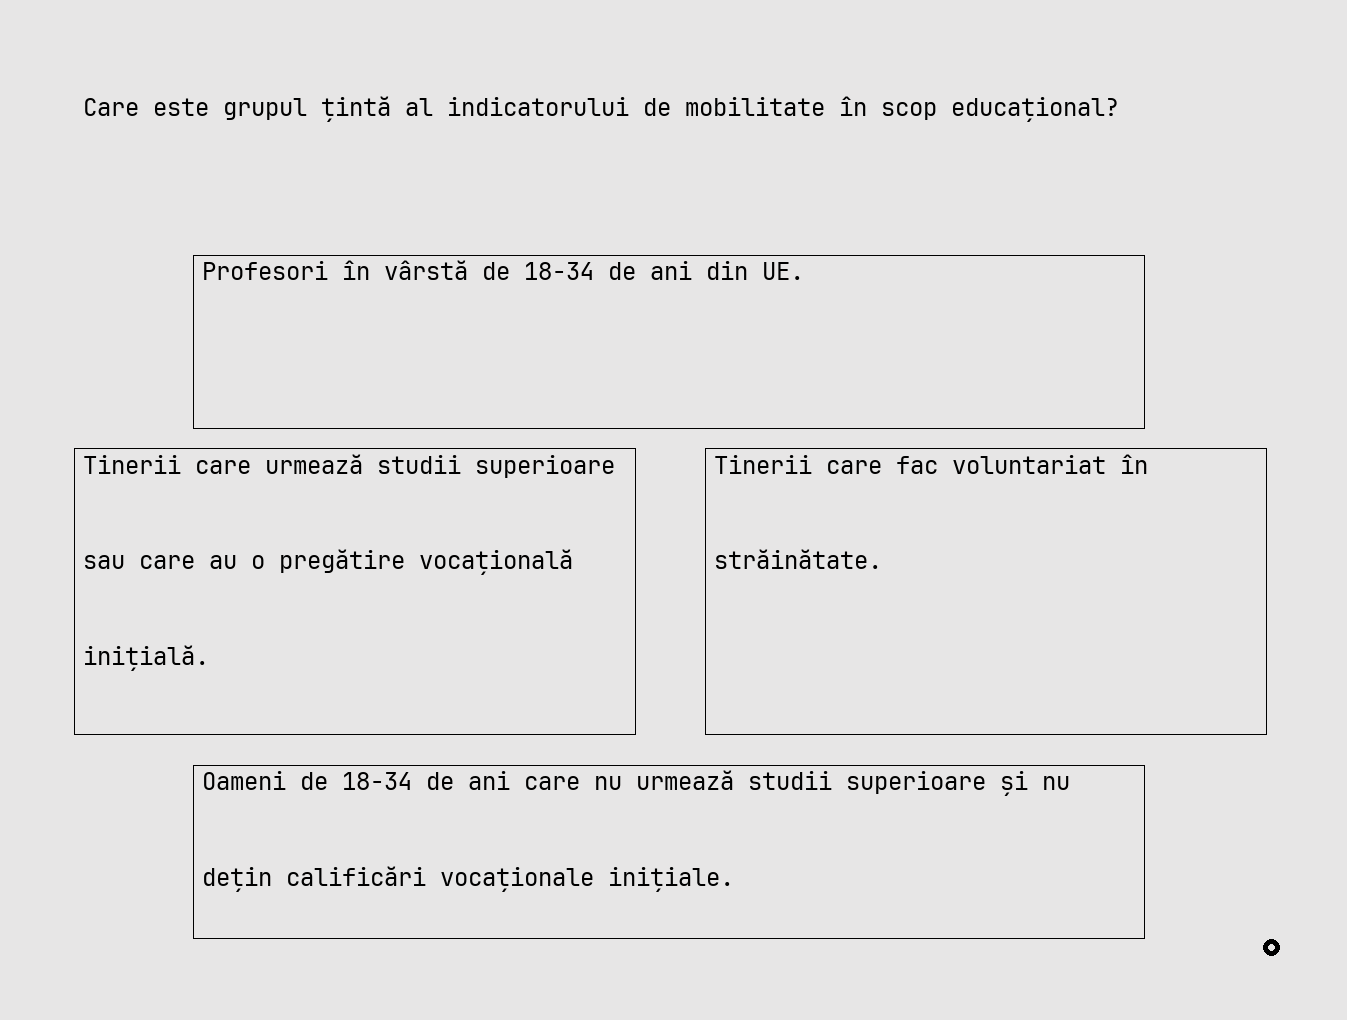 Care este grupul țintă al indicatorului de mobilitate în scop educațional?
Profesori în vârstă de 18-34 de ani din UE.
Tinerii care urmează studii superioare
sau care au o pregătire vocațională
inițială.
Tinerii care fac voluntariat în
străinătate.
Oameni de 18-34 de ani care nu urmează studii superioare și nu
dețin calificări vocaționale inițiale.